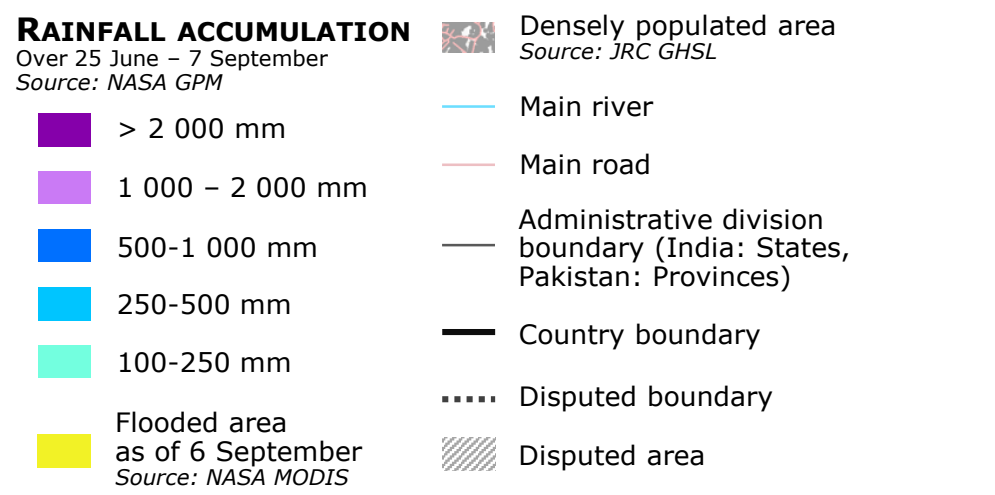 RAINFALL ACCUMULATION
Over 25 June – 7 September
Source: NASA GPM
> 2 000 mm
1 000 – 2 000 mm
500-1 000 mm
250-500 mm
100-250 mm
Flooded area
as of 6 September
Source: NASA MODIS
Densely populated area
Source: JRC GHSL
Main river
Main road
Administrative division
boundary (India: States,
Pakistan: Provinces)
Country boundary
Disputed boundary
Disputed area